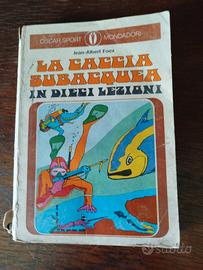 OSCAR SPORT MONDADORI
Jean-Albert Foex
LA CACCIA
SUBACQUEA
IN DIECI LEZIONI
subito